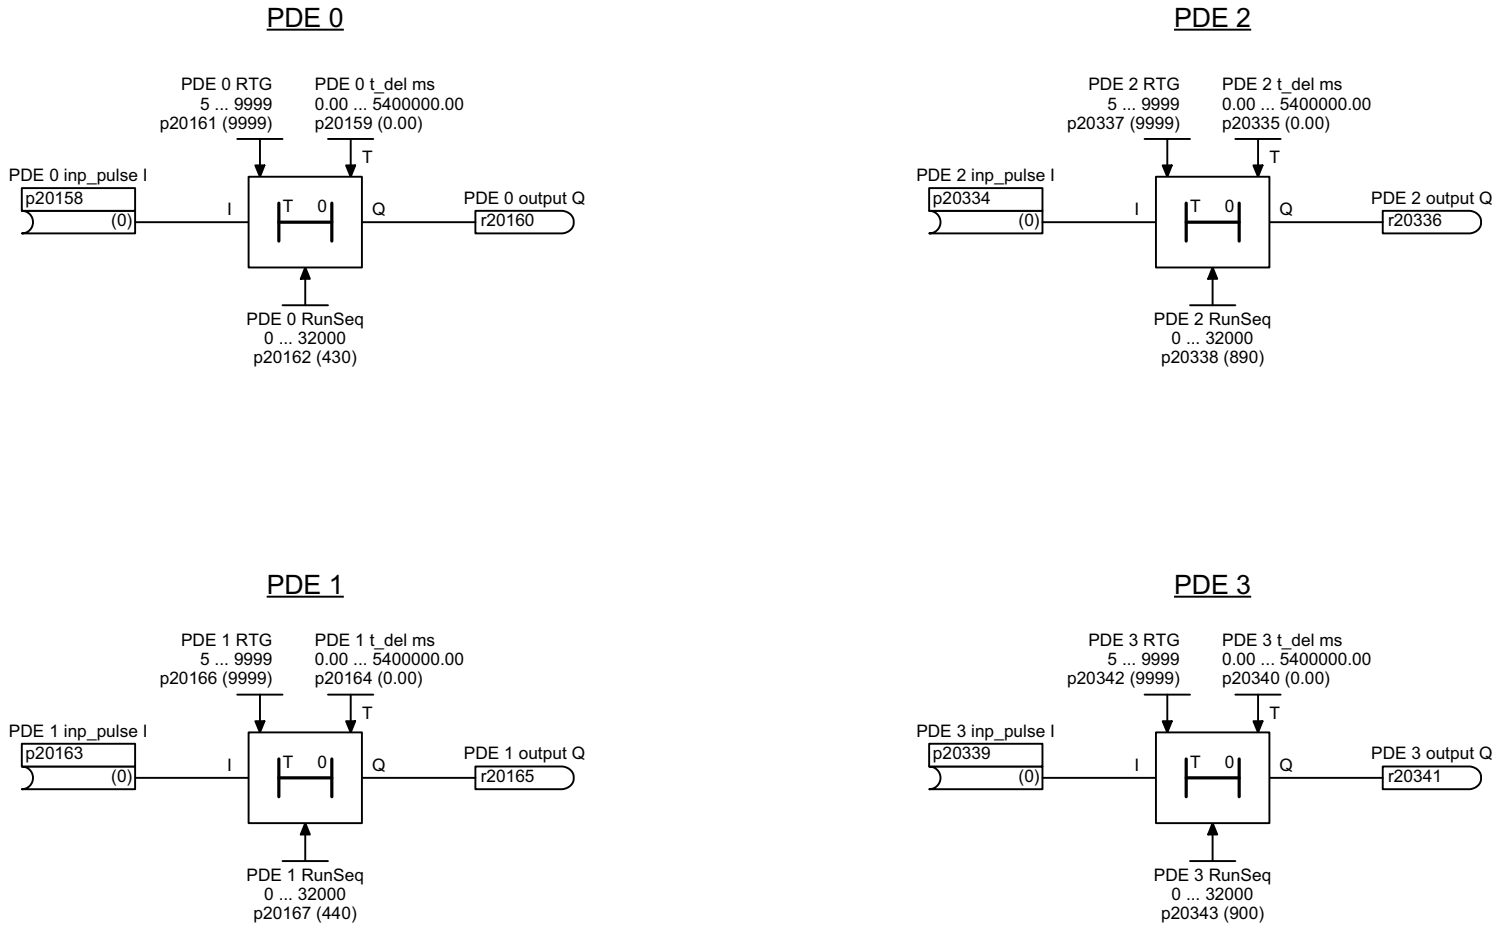 PDE 0
PDE 0 RTG
5 ... 9999
p20161 (9999)
PDE 0 t_del ms
0.00 ... 5400000.00
p20159 (0.00)
T
PDE 0 inp_pulse I
p20158
(0)
I
T 0
Q
PDE 0 output Q
r20160
PDE 0 RunSeq
0 ... 32000
p20162 (430)
PDE 2
PDE 2 RTG
5 ... 9999
p20337 (9999)
PDE 2 t_del ms
0.00 ... 5400000.00
p20335 (0.00)
T
PDE 2 inp_pulse I
p20334
(0)
I
T 0
Q
PDE 2 output Q
r20336
PDE 2 RunSeq
0 ... 32000
p20338 (890)
PDE 1
PDE 1 RTG
5 ... 9999
p20166 (9999)
PDE 1 t_del ms
0.00 ... 5400000.00
p20164 (0.00)
T
PDE 1 inp_pulse I
p20163
(0)
I
T 0
Q
PDE 1 output Q
r20165
PDE 1 RunSeq
0 ... 32000
p20167 (440)
PDE 3
PDE 3 RTG
5 ... 9999
p20342 (9999)
PDE 3 t_del ms
0.00 ... 5400000.00
p20340 (0.00)
T
PDE 3 inp_pulse I
p20339
(0)
I
T 0
Q
PDE 3 output Q
r20341
PDE 3 RunSeq
0 ... 32000
p20343 (900)